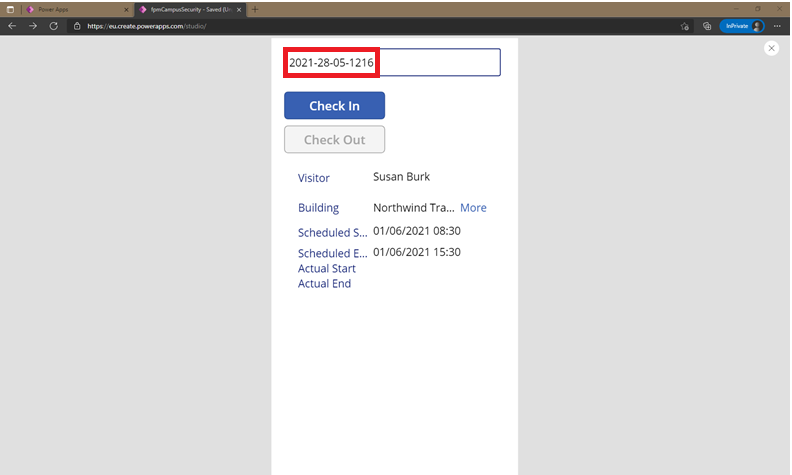 Power Apps
fpmCampusSecurity - Saved (Un
https://eu.create.powerapps.com/studio/
InPrivate
2021-28-05-1216
Check In
Check Out
Visitor Susan Burk
Building Northwind Tra... More
Scheduled S... 01/06/2021 08:30
Scheduled E... 01/06/2021 15:30
Actual Start
Actual End